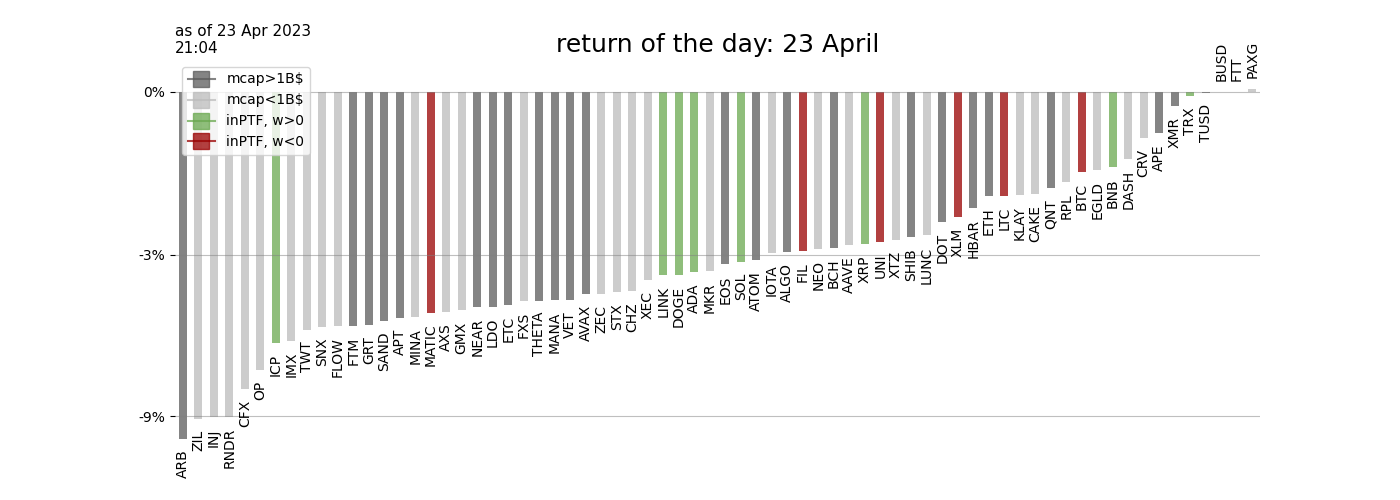 as of 23 Apr 2023
21:04
return of the day: 23 April
mcap>1B$
mcap<1B$
inPTF, w>0
inPTF, w<0
0%
-3%
-9%
ARB
ZIL
INJ
RNDR
CFX
OP
ICP
IMX
TWT
SNX
FLOW
FTM
GRT
SAND
APT
MINA
MATIC
AXS
GMX
NEAR
LDO
ETC
FXS
THETA
MANA
VET
AVAX
ZEC
STX
CHZ
XEC
LINK
DOGE
ADA
MKR
EOS
SOL
ATOM
IOTA
ALGO
FIL
NEO
BCH
AAVE
XRP
UNI
XTZ
SHIB
LUNC
DOT
XLM
HBAR
ETH
LTC
KLAY
CAKE
QNT
RPL
BTC
EGLD
BNB
DASH
CRV
APE
XMR
TRX
TUSD
BUSD
FTT
PAXG